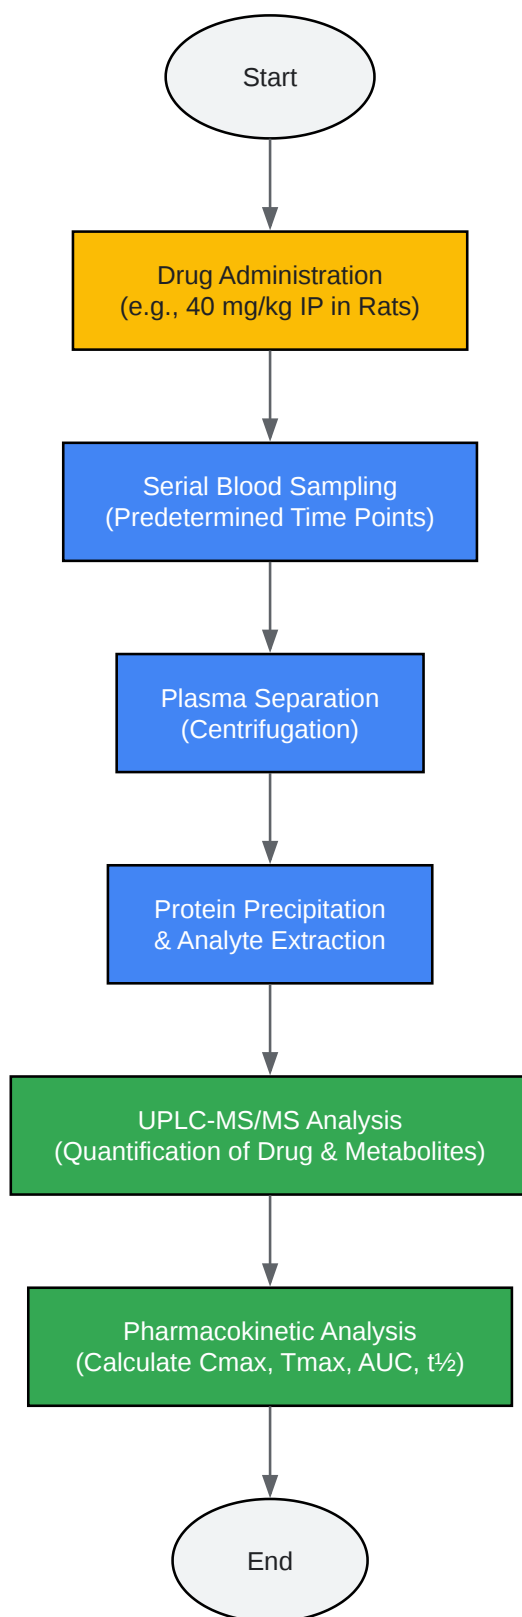 Start
Drug Administration
(e.g., 40 mg/kg IP in Rats)
Serial Blood Sampling
(Predetermined Time Points)
Plasma Separation
(Centrifugation)
Protein Precipitation
& Analyte Extraction
UPLC-MS/MS Analysis
(Quantification of Drug & Metabolites)
Pharmacokinetic Analysis
(Calculate Cmax, Tmax, AUC, t½)
End